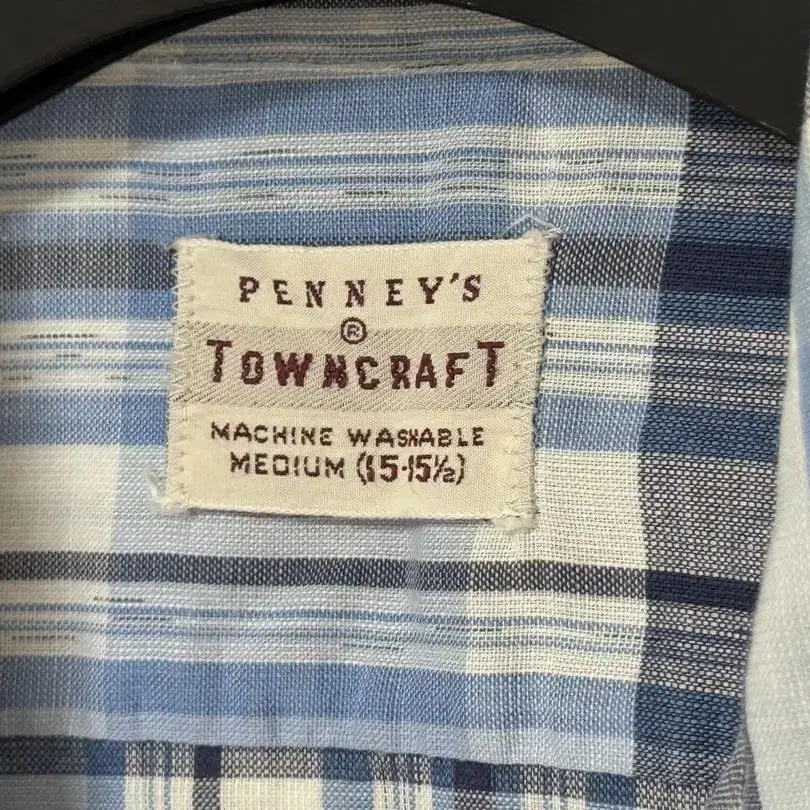 PENNEY'S
®
TOWNCRAFT
MACHINE WASHABLE
MEDIUM (15-15½)